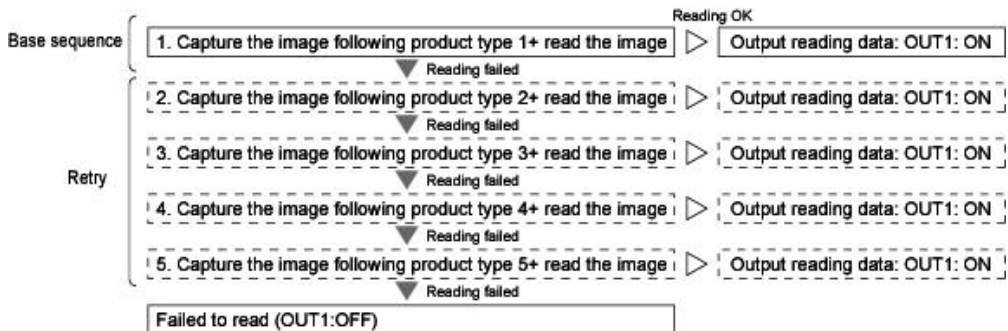 Reading OK
Base sequence
1. Capture the image following product type 1+ read the image
Output reading data: OUT1: ON
Reading failed
2. Capture the image following product type 2+ read the image
Output reading data: OUT1: ON
Reading failed
3. Capture the image following product type 3+ read the image
Output reading data: OUT1: ON
Retry
Reading failed
4. Capture the image following product type 4+ read the image
Output reading data: OUT1: ON
Reading failed
5. Capture the image following product type 5+ read the image
Output reading data: OUT1: ON
Reading failed
Failed to read (OUT1:OFF)